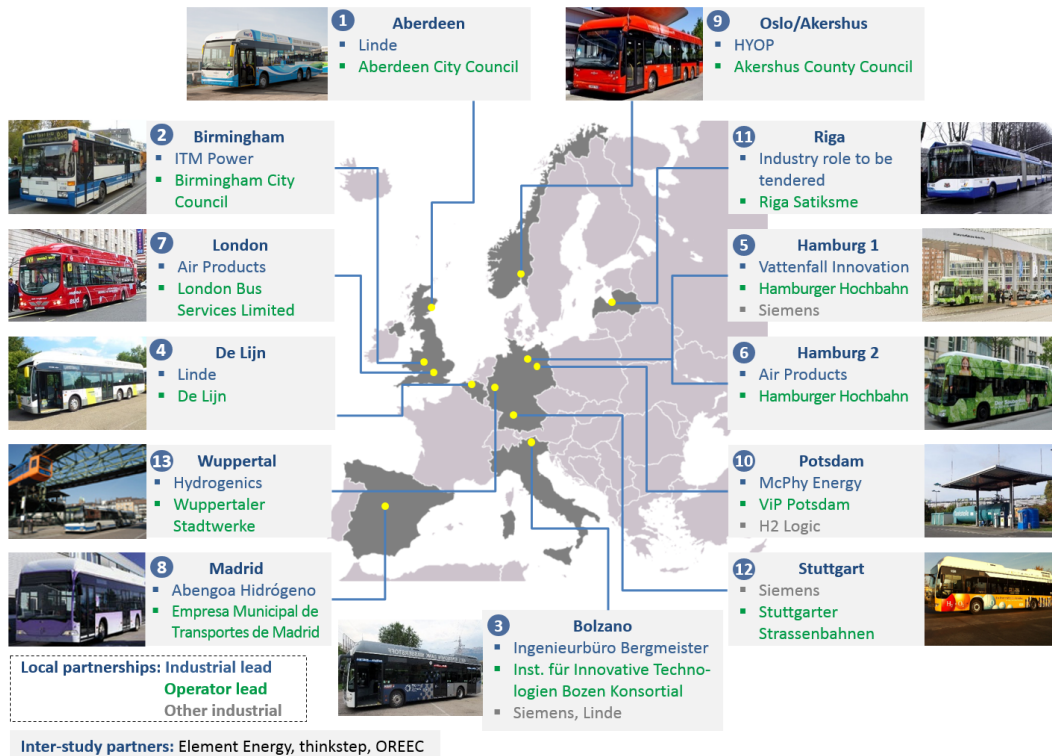 1 Aberdeen
Linde
Aberdeen City Council
9 Oslo/Akershus
HYOP
Akershus County Council
2 Birmingham
ITM Power
Birmingham City
Council
11 Riga
Industry role to be
tendered
Riga Satiksme
7 London
Air Products
London Bus
Services Limited
5 Hamburg 1
Vattenfall Innovation
Hamburger Hochbahn
Siemens
4 De Lijn
Linde
De Lijn
6 Hamburg 2
Air Products
Hamburger Hochbahn
13 Wuppertal
Hydrogenics
Wuppertaler
Stadtwerke
10 Potsdam
McPhy Energy
ViP Potsdam
H2 Logic
8 Madrid
Abengoa Hidrógeno
Empresa Municipal de
Transportes de Madrid
12 Stuttgart
Siemens
Stuttgarter
Strassenbahnen
3 Bolzano
Ingenieurbüro Bergmeister
Inst. für Innovative Techno-
logien Bozen Konsortial
Siemens, Linde
Local partnerships: Industrial lead
Operator lead
Other industrial
Inter-study partners: Element Energy, thinkstep, OREEC